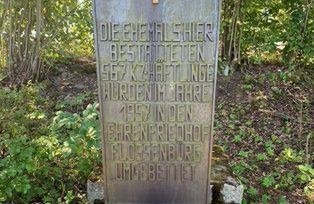 DIE EHEMALS HIER
BESTATTETEN
567 KZ HÄFTLINGE
WURDEN IM JAHRE
1957 IN DEN
EHRENFRIEDHOF
FLOSSENBÜRG
UMGEBETTET